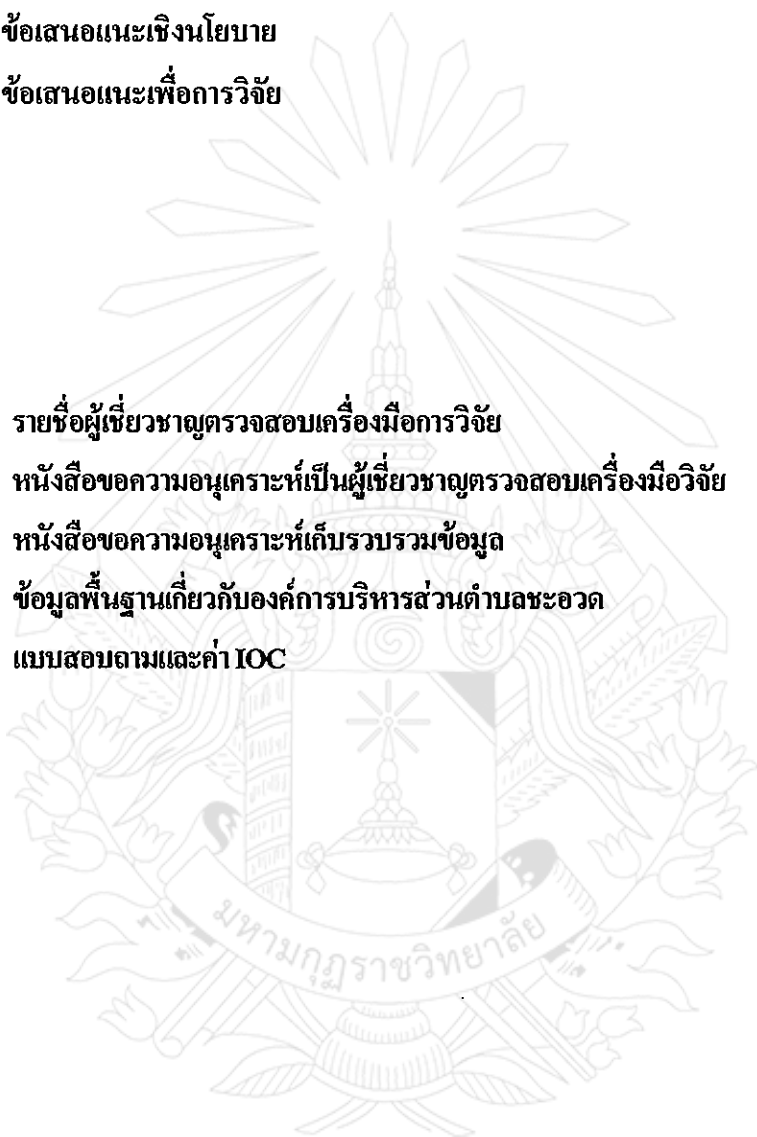 ข้อเสนอแนะเชิงนโยบาย
ข้อเสนอแนะเพื่อการวิจัย
รายชื่อผู้เชี่ยวชาญตรวจสอบเครื่องมือการวิจัย
หนังสือขอความอนุเคราะห์เป็นผู้เชี่ยวชาญตรวจสอบเครื่องมือวิจัย
หนังสือขอความอนุเคราะห์เก็บรวบรวมข้อมูล
ข้อมูลพื้นฐานเกี่ยวกับองค์การบริหารส่วนตำบลชะอวด
แบบสอบถามและค่า IOC
มหามกุฏราชวิทยาลัย